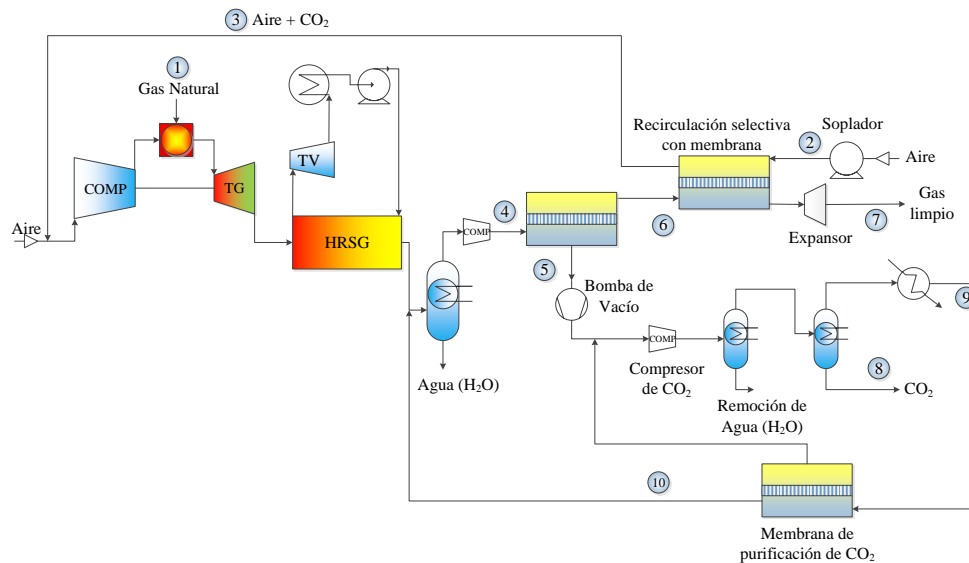 3 Aire + CO2
1
Gas Natural
COMP
TG
TV
Aire
HRSG
Recirculación selectiva
con membrana
Soplador
2
Aire
4
COMP
6
Expansor
7
Gas
limpio
5
Bomba de
Vacío
Agua (H2O)
COMP
Compresor
de CO2
Remoción de
Agua (H2O)
8
CO2
9
10
Membrana de
purificación de CO2